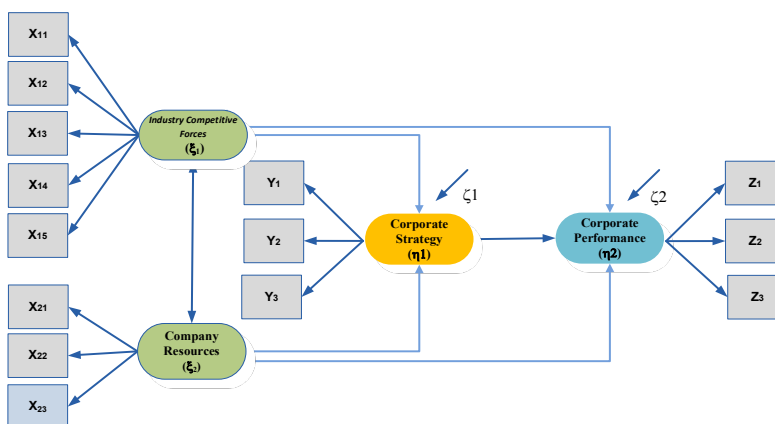 X11
X12
X13
X14
X15
Industry Competitive
Forces
(ξ1)
Y1
Y2
Y3
ζ1
Corporate
Strategy
(η1)
ζ2
Corporate
Performance
(η2)
Z1
Z2
Z3
X21
X22
X23
Company
Resources
(ξ2)